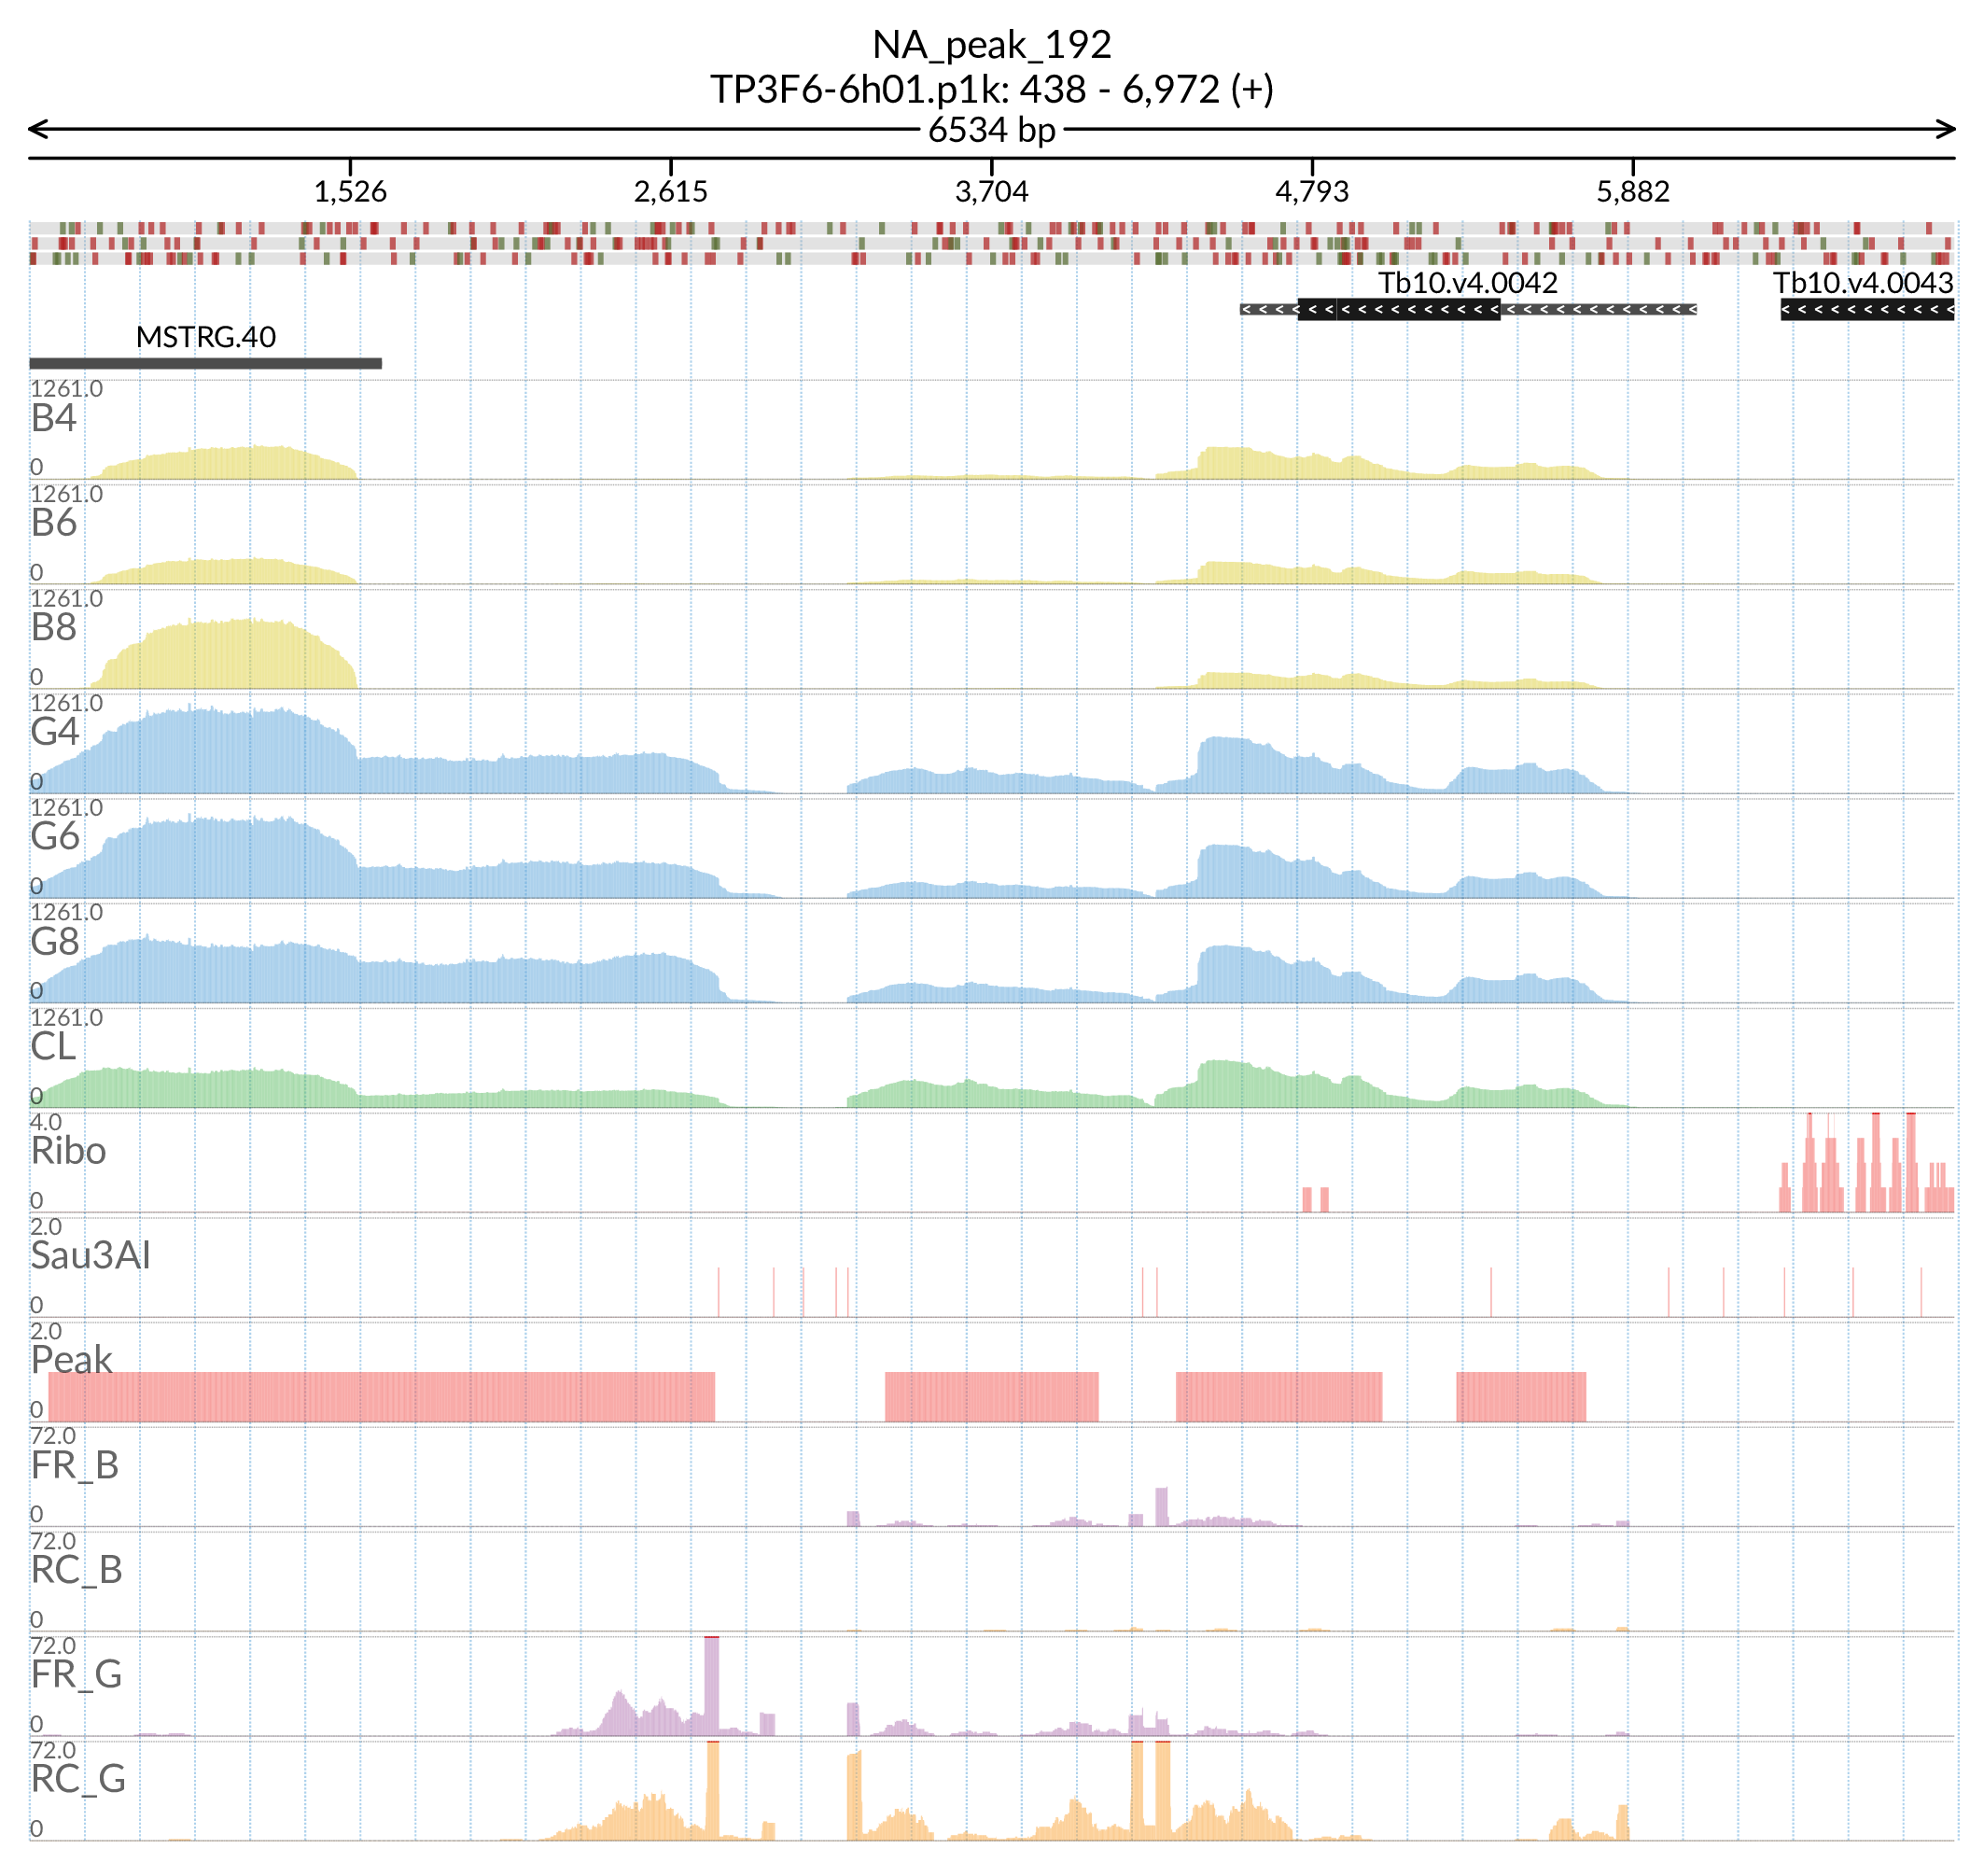 NA_peak_192
TP3F6-6h01.p1k: 438 - 6,972 (+)
6534 bp
1,526 2,615 3,704 4,793 5,882
Tb10.v4.0042 Tb10.v4.0043
MSTRG.40
1261.0
B4
0
1261.0
B6
0
1261.0
B8
0
1261.0
G4
0
1261.0
G6
0
1261.0
G8
0
1261.0
CL
0
4.0
Ribo
0
2.0
Sau3AI
0
2.0
Peak
0
72.0
FR_B
0
72.0
RC_B
0
72.0
FR_G
0
72.0
RC_G
0